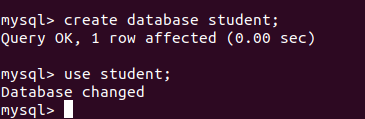 mysql> create database student;
Query OK, 1 row affected (0.00 sec)
mysql> use student;
Database changed
mysql>